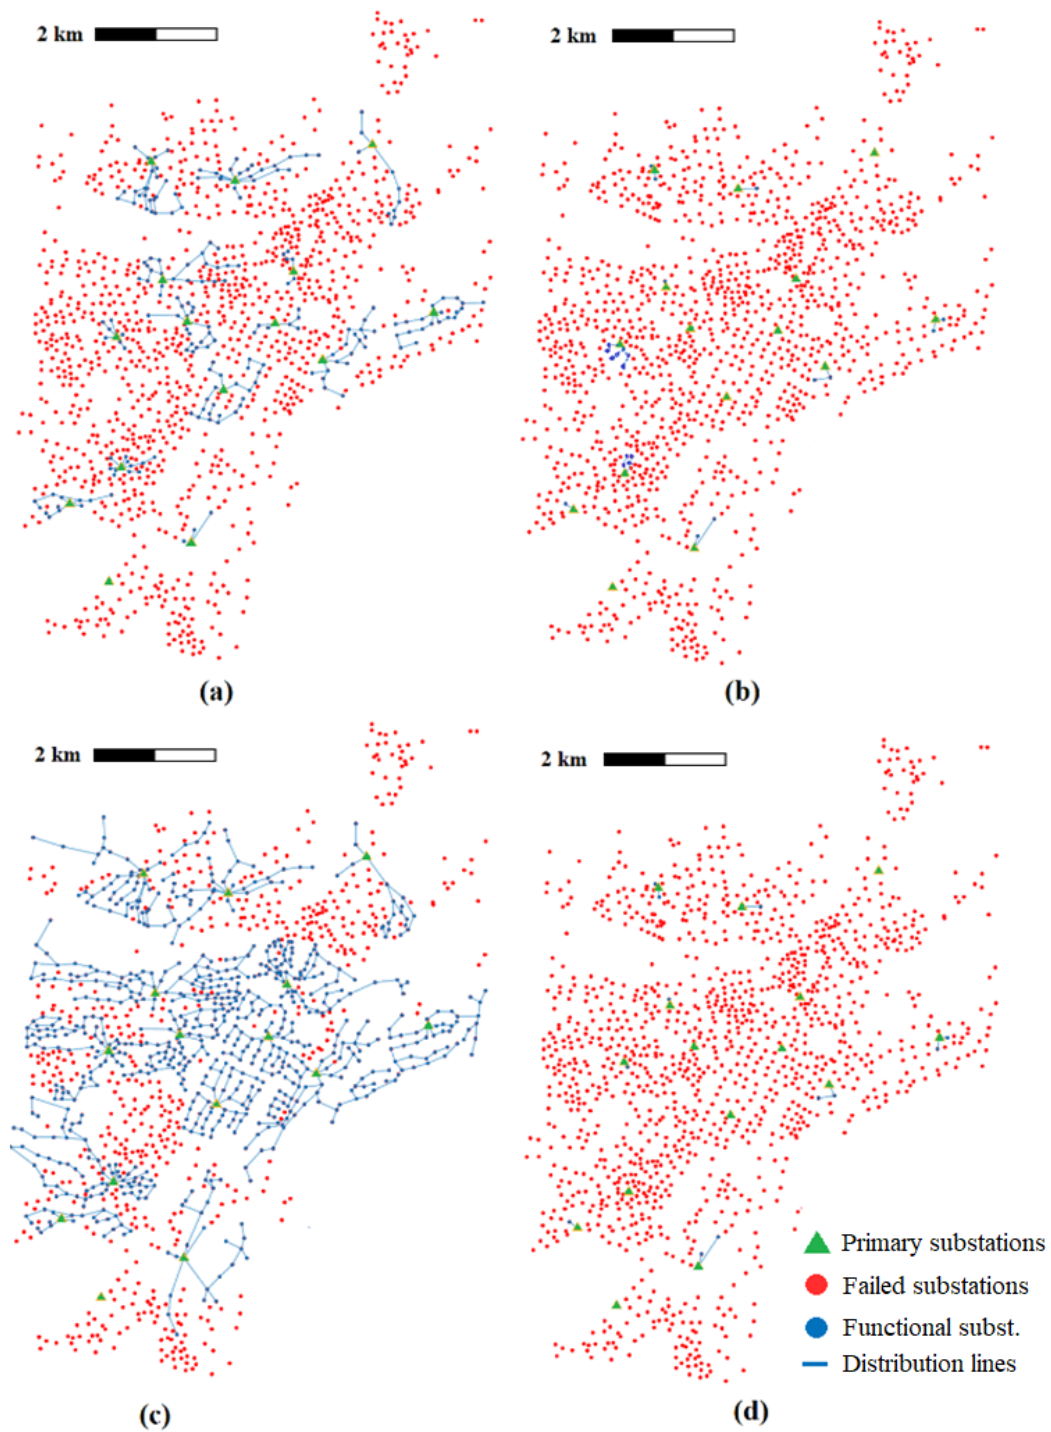 2 km
2 km
(a)
(b)
2 km
2 km
Primary substations
Failed substations
Functional subst.
Distribution lines
(c)
(d)